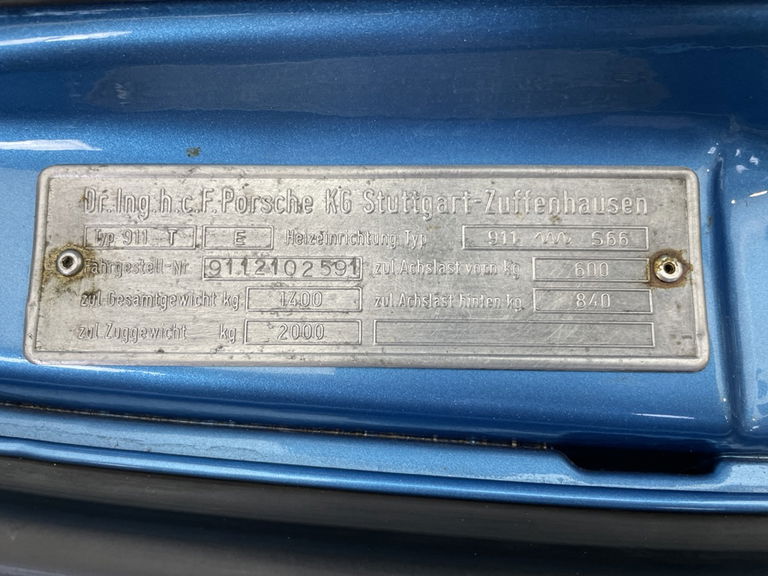 Dr. Ing. h.c. F. Porsche KG Stuttgart-Zuffenhausen
Typ 911 T E Heizeinrichtung Typ 911 S66
Fahrgestell-Nr 9112102591 zul. Achslast vorn kg 600
zul. Gesamtgewicht kg 1400 zul. Achslast hinten kg 840
zul. Zuggewicht kg 2000